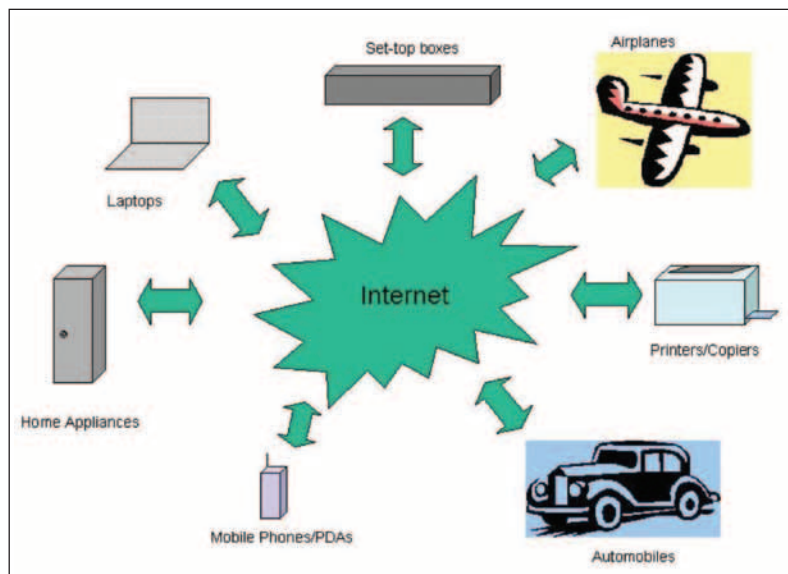 Set-top boxes
Airplanes
Laptops
Internet
Printers/Copiers
Home Appliances
Mobile Phones/PDAs
Automobiles